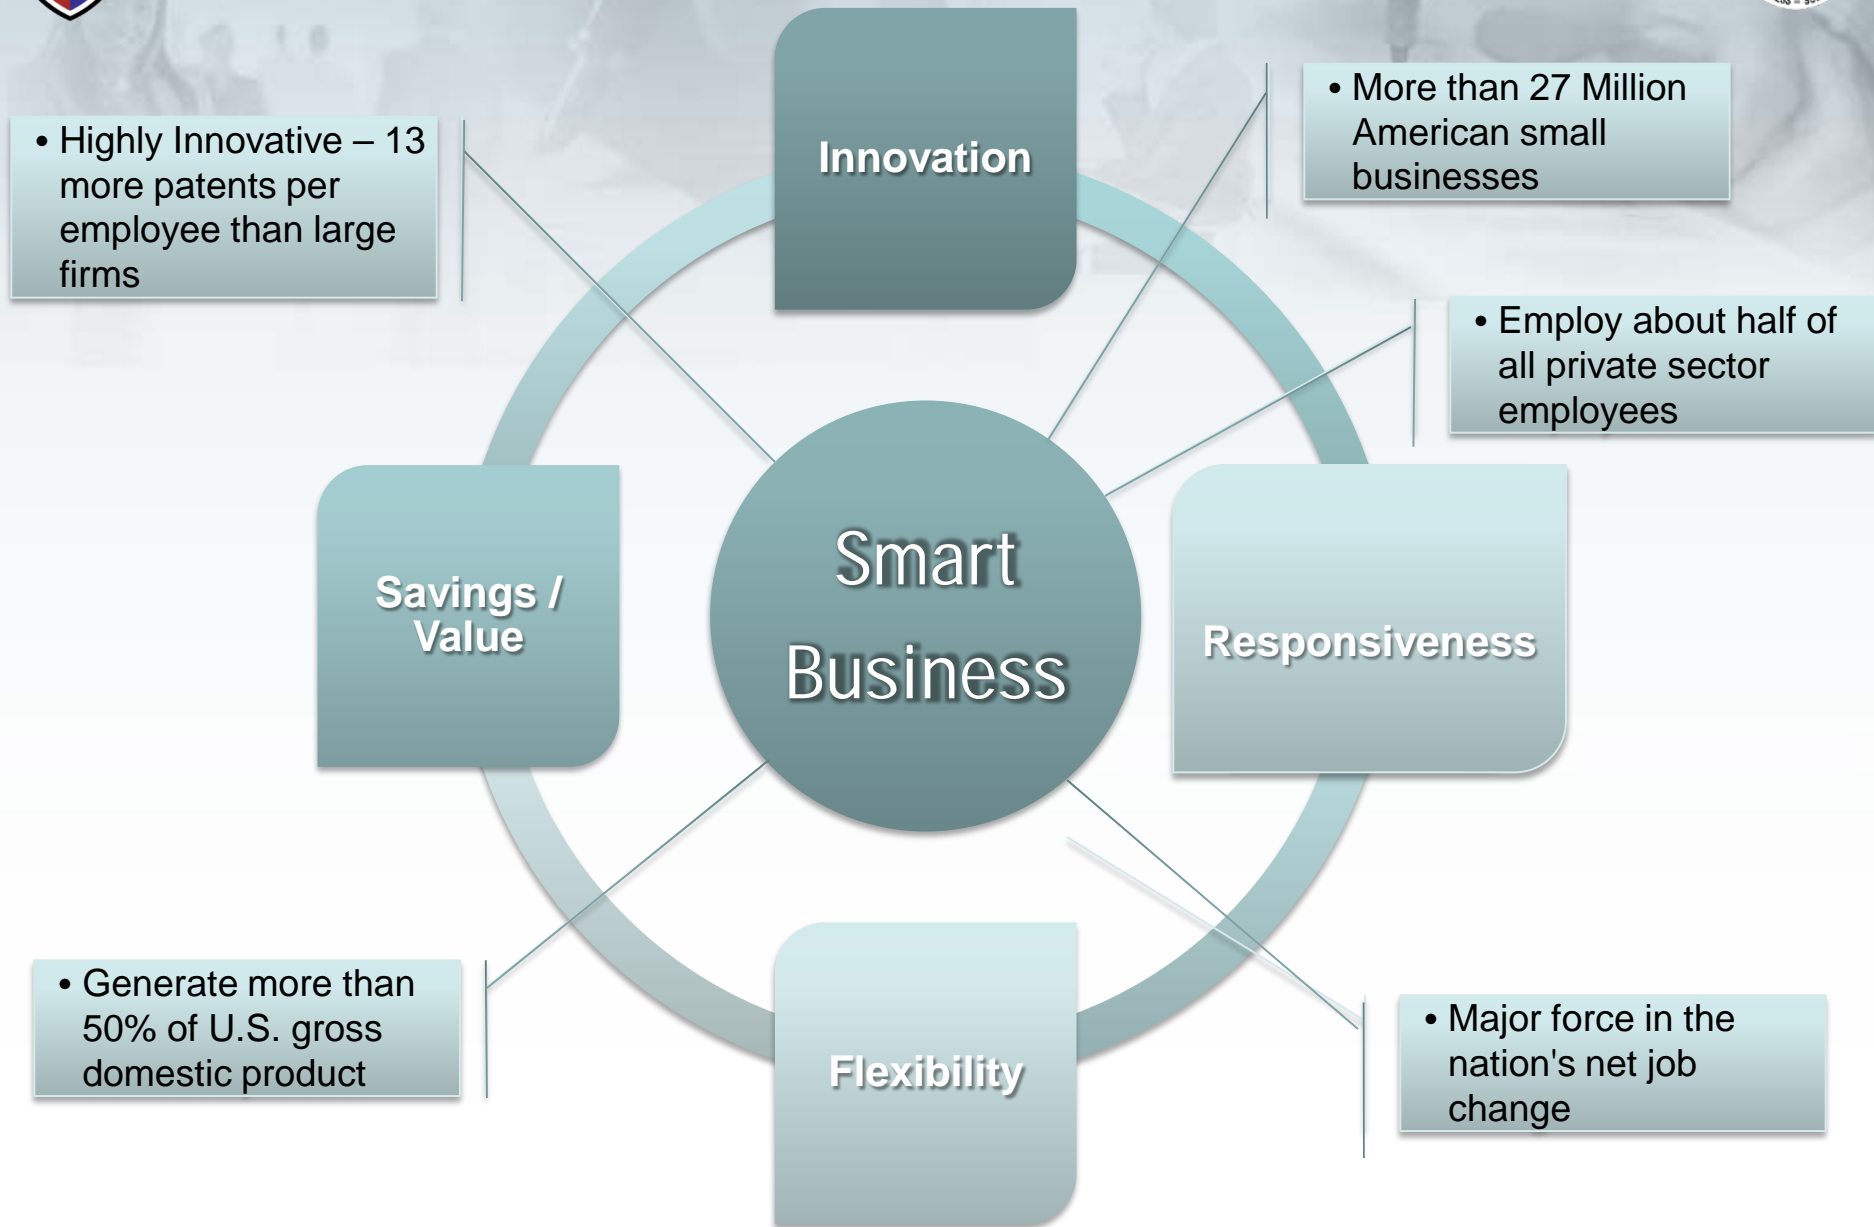 Innovation
• More than 27 Million
American small
businesses
• Highly Innovative – 13
more patents per
employee than large
firms
• Employ about half of
all private sector
employees
Smart
Business
Savings /
Value
Responsiveness
• Generate more than
50% of U.S. gross
domestic product
Flexibility
• Major force in the
nation's net job
change